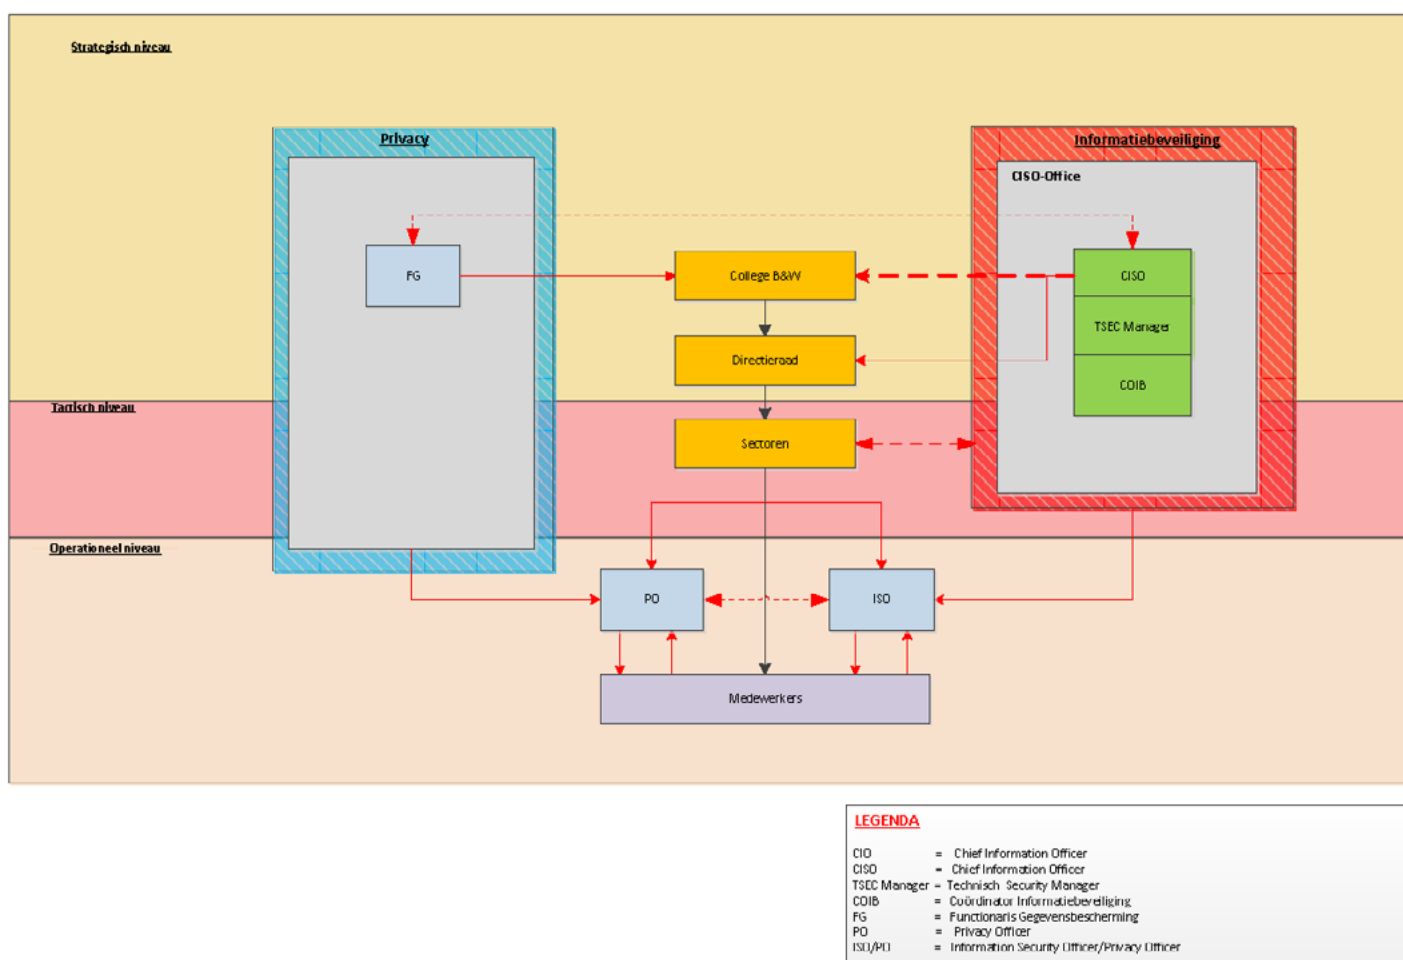 Strategisch niveau
Privacy
Informatiebeveiliging
CISO-Office
FG
College B&W
CISO
TSEC Manager
Directieraad
COIB
Tactisch niveau
Sectoren
Operationeel niveau
PO
ISO
Medewerkers
LEGENDA
CIO = Chief Information Officer
CISO = Chief Information Officer
TSEC Manager = Technisch Security Manager
COIB = Coördinator Informatiebeveiliging
FG = Functionaris Gegevensbescherming
PO = Privacy Officer
ISO/PO = Information Security Officer/Privacy Officer